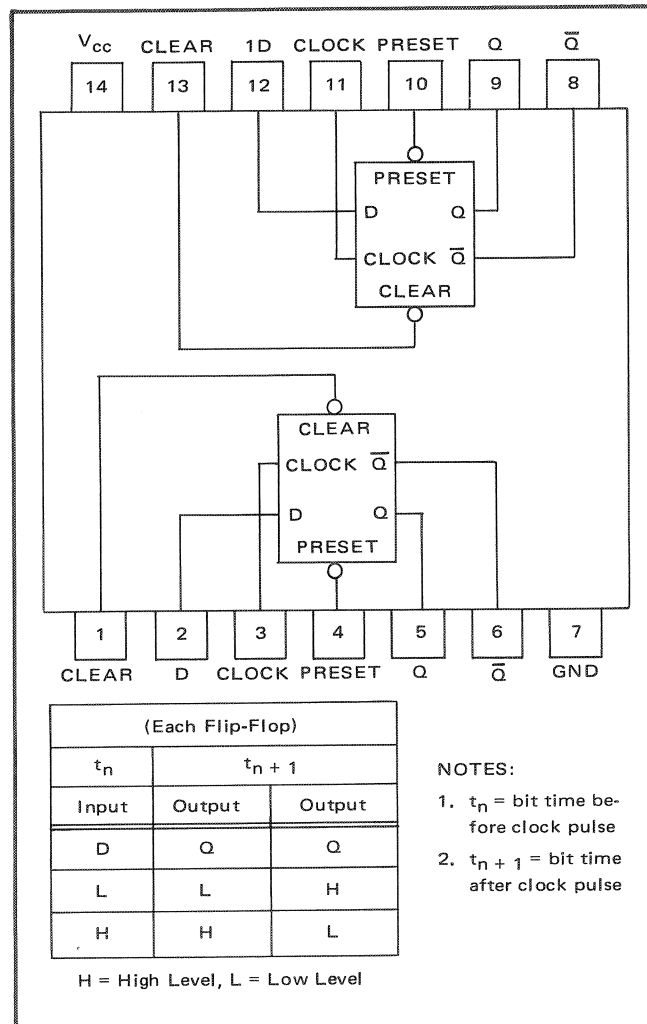 Vcc CLEAR 1D CLOCK PRESET Q Q̅
14 13 12 11 10 9 8
PRESET
D Q
CLOCK Q̅
CLEAR
CLEAR
CLOCK Q̅
D Q
PRESET
1 2 3 4 5 6 7
CLEAR D CLOCK PRESET Q Q̅ GND
(Each Flip-Flop)
tn tn + 1
Input Output Output
D Q Q
L L H
H H L
H = High Level, L = Low Level
NOTES:
1. tn = bit time be-
fore clock pulse
2. tn + 1 = bit time
after clock pulse